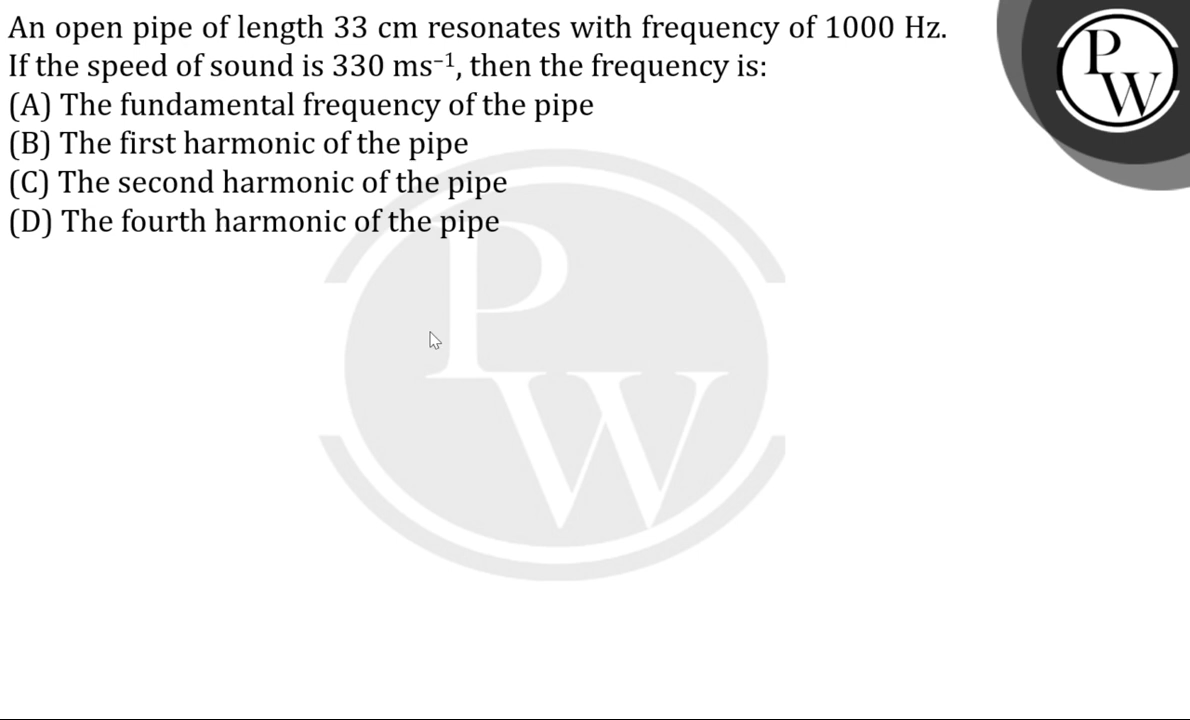 An open pipe of length 33 cm resonates with frequency of 1000 Hz.
If the speed of sound is 330 ms⁻¹, then the frequency is:
(A) The fundamental frequency of the pipe
(B) The first harmonic of the pipe
(C) The second harmonic of the pipe
(D) The fourth harmonic of the pipe
PW
PW